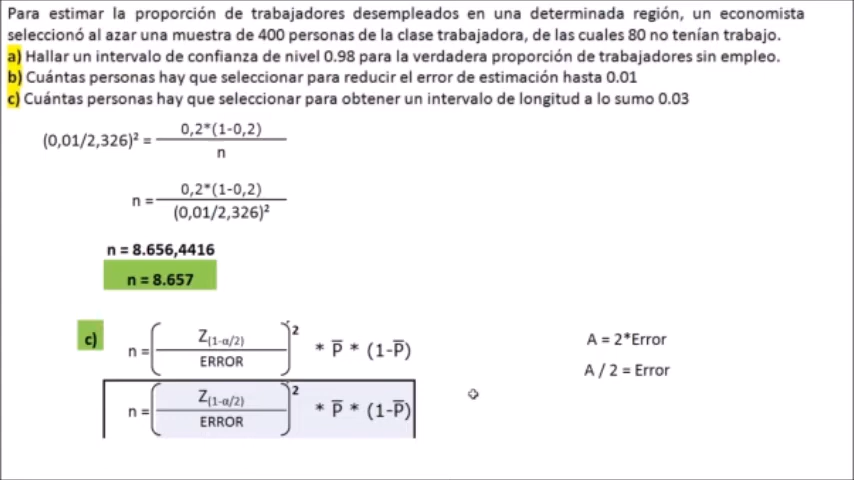 Para estimar la proporción de trabajadores desempleados en una determinada región, un economista
seleccionó al azar una muestra de 400 personas de la clase trabajadora, de las cuales 80 no tenían trabajo.
a) Hallar un intervalo de confianza de nivel 0.98 para la verdadera proporción de trabajadores sin empleo.
b) Cuántas personas hay que seleccionar para reducir el error de estimación hasta 0.01
c) Cuántas personas hay que seleccionar para obtener un intervalo de longitud a lo sumo 0.03
0,2*(1-0,2)
(0,01/2,326)² =
n
0,2*(1-0,2)
n =
(0,01/2,326)²
n = 8.656,4416
n = 8.657
c)
n = ( Z(1-α/2) / ERROR )² * P̅ * (1-P̅)
A = 2*Error
A / 2 = Error
n = ( Z(1-α/2) / ERROR )² * P̅ * (1-P̅)